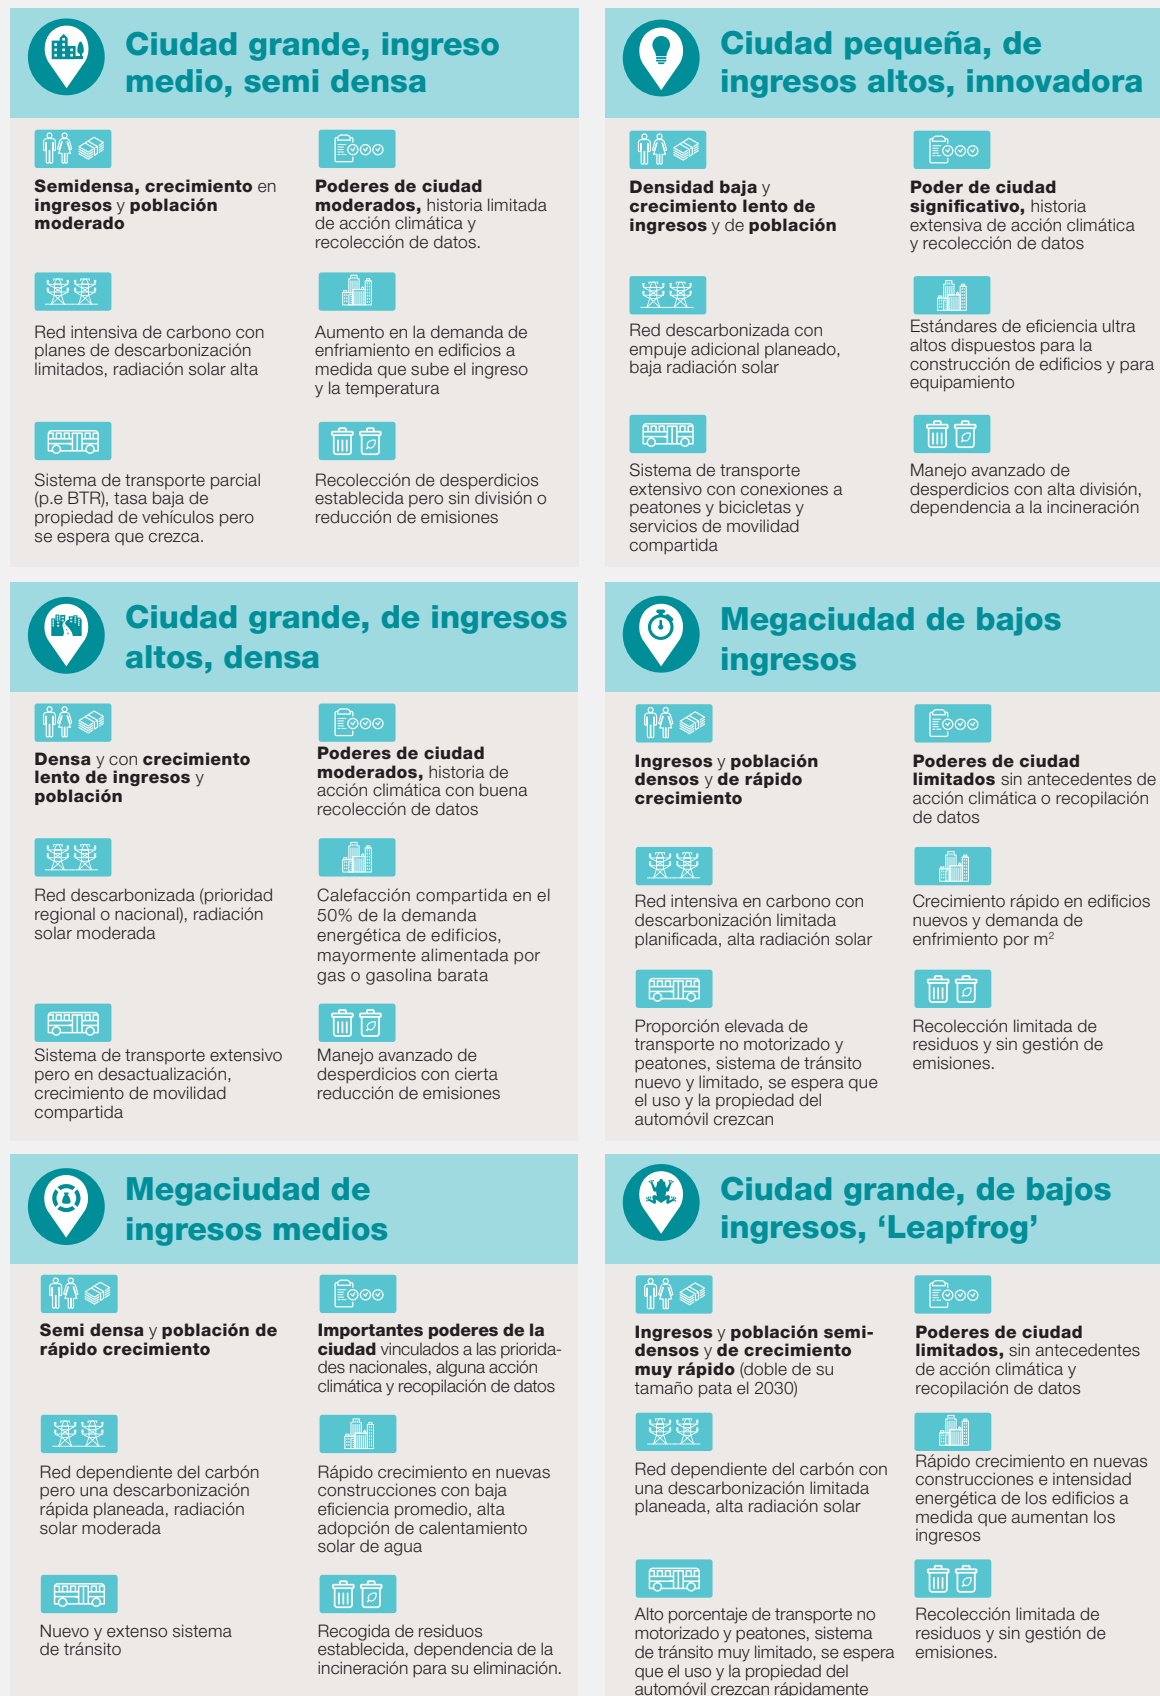 Ciudad grande, ingreso
medio, semi densa
Semidensa, crecimiento en
ingresos y población
moderado
Poderes de ciudad
moderados, historia limitada
de acción climática y
recolección de datos.
Red intensiva de carbono con
planes de descarbonización
limitados, radiación solar alta
Aumento en la demanda de
enfriamiento en edificios a
medida que sube el ingreso
y la temperatura
Sistema de transporte parcial
(p.e BTR), tasa baja de
propiedad de vehículos pero
se espera que crezca.
Recolección de desperdicios
establecida pero sin división o
reducción de emisiones
Ciudad pequeña, de
ingresos altos, innovadora
Densidad baja y
crecimiento lento de
ingresos y de población
Poder de ciudad
significativo, historia
extensiva de acción climática
y recolección de datos
Red descarbonizada con
empuje adicional planeado,
baja radiación solar
Estándares de eficiencia ultra
altos dispuestos para la
construcción de edificios y para
equipamiento
Sistema de transporte
extensivo con conexiones a
peatones y bicicletas y
servicios de movilidad
compartida
Manejo avanzado de
desperdicios con alta división,
dependencia a la incineración
Ciudad grande, de ingresos
altos, densa
Densa y con crecimiento
lento de ingresos y
población
Poderes de ciudad
moderados, historia de
acción climática con buena
recolección de datos
Red descarbonizada (prioridad
regional o nacional), radiación
solar moderada
Calefacción compartida en el
50% de la demanda
energética de edificios,
mayormente alimentada por
gas o gasolina barata
Sistema de transporte extensivo
pero en desactualización,
crecimiento de movilidad
compartida
Manejo avanzado de
desperdicios con cierta
reducción de emisiones
Megaciudad de bajos
ingresos
Ingresos y población
densos y de rápido
crecimiento
Poderes de ciudad
limitados sin antecedentes de
acción climática o recopilación
de datos
Red intensiva en carbono con
descarbonización limitada
planificada, alta radiación solar
Crecimiento rápido en edificios
nuevos y demanda de
enfrimiento por m²
Proporción elevada de
transporte no motorizado y
peatones, sistema de tránsito
nuevo y limitado, se espera que
el uso y la propiedad del
automóvil crezcan
Recolección limitada de
residuos y sin gestión de
emisiones.
Megaciudad de
ingresos medios
Semi densa y población de
rápido crecimiento
Importantes poderes de la
ciudad vinculados a las priorida-
des nacionales, alguna acción
climática y recopilación de datos
Red dependiente del carbón
pero una descarbonización
rápida planeada, radiación
solar moderada
Rápido crecimiento en nuevas
construcciones con baja
eficiencia promedio, alta
adopción de calentamiento
solar de agua
Nuevo y extenso sistema
de tránsito
Recogida de residuos
establecida, dependencia de la
incineración para su eliminación.
Ciudad grande, de bajos
ingresos, ‘Leapfrog’
Ingresos y población semi-
densos y de crecimiento
muy rápido (doble de su
tamaño pata el 2030)
Poderes de ciudad
limitados, sin antecedentes
de acción climática y
recopilación de datos
Red dependiente del carbón con
una descarbonización limitada
planeada, alta radiación solar
Rápido crecimiento en nuevas
construcciones e intensidad
energética de los edificios a
medida que aumentan los
ingresos
Alto porcentaje de transporte no
motorizado y peatones, sistema
de tránsito muy limitado, se espera
que el uso y la propiedad del
automóvil crezcan rápidamente
Recolección limitada de
residuos y sin gestión de
emisiones.